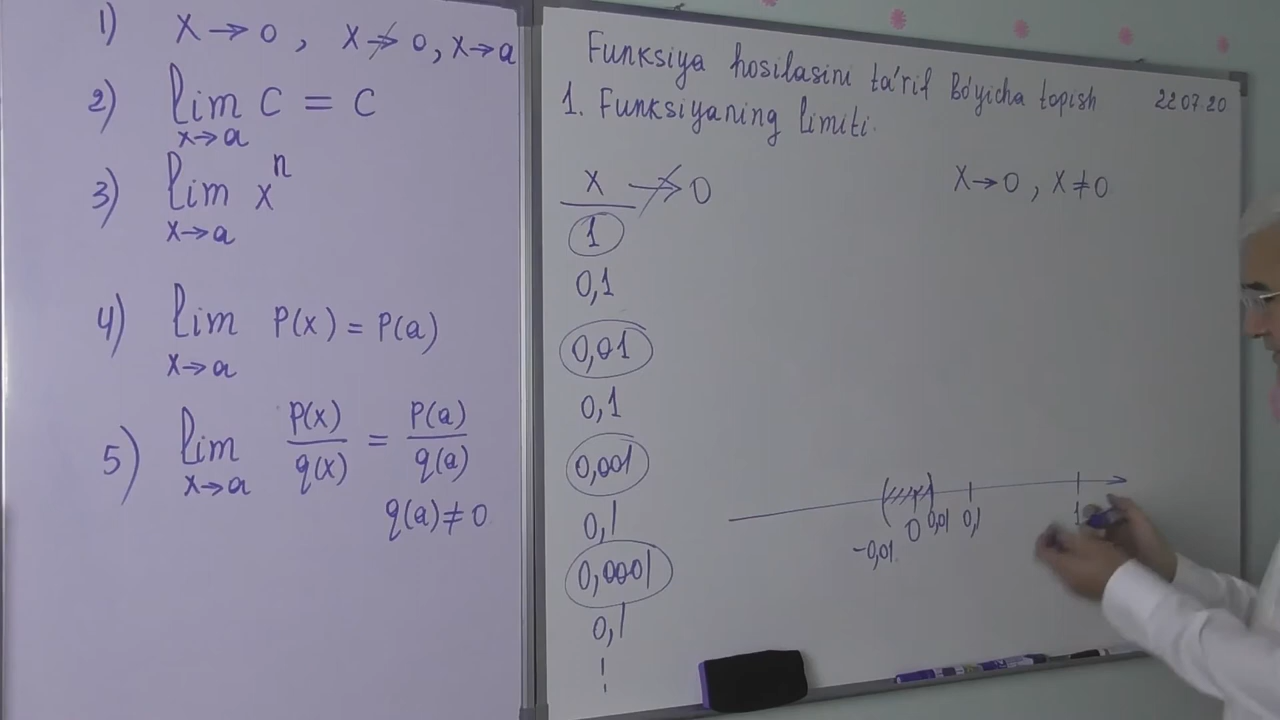 1) x → 0 , x ↛ 0, x → a
2) lim C = C
x → a
3) lim xⁿ
x → a
4) lim P(x) = P(a)
x → a
5) lim P(x)/q(x) = P(a)/q(a)
x → a
q(a) ≠ 0
Funksiya hosilasini ta'rif Bo'yicha topish 22.07.20
1. Funksiyaning limiti.
x ↛ 0
x → 0 , x ≠ 0
1
0,1
0,01
0,1
0,001
0,1
0,0001
0,1
-0,01 0 0,01 0,1 1